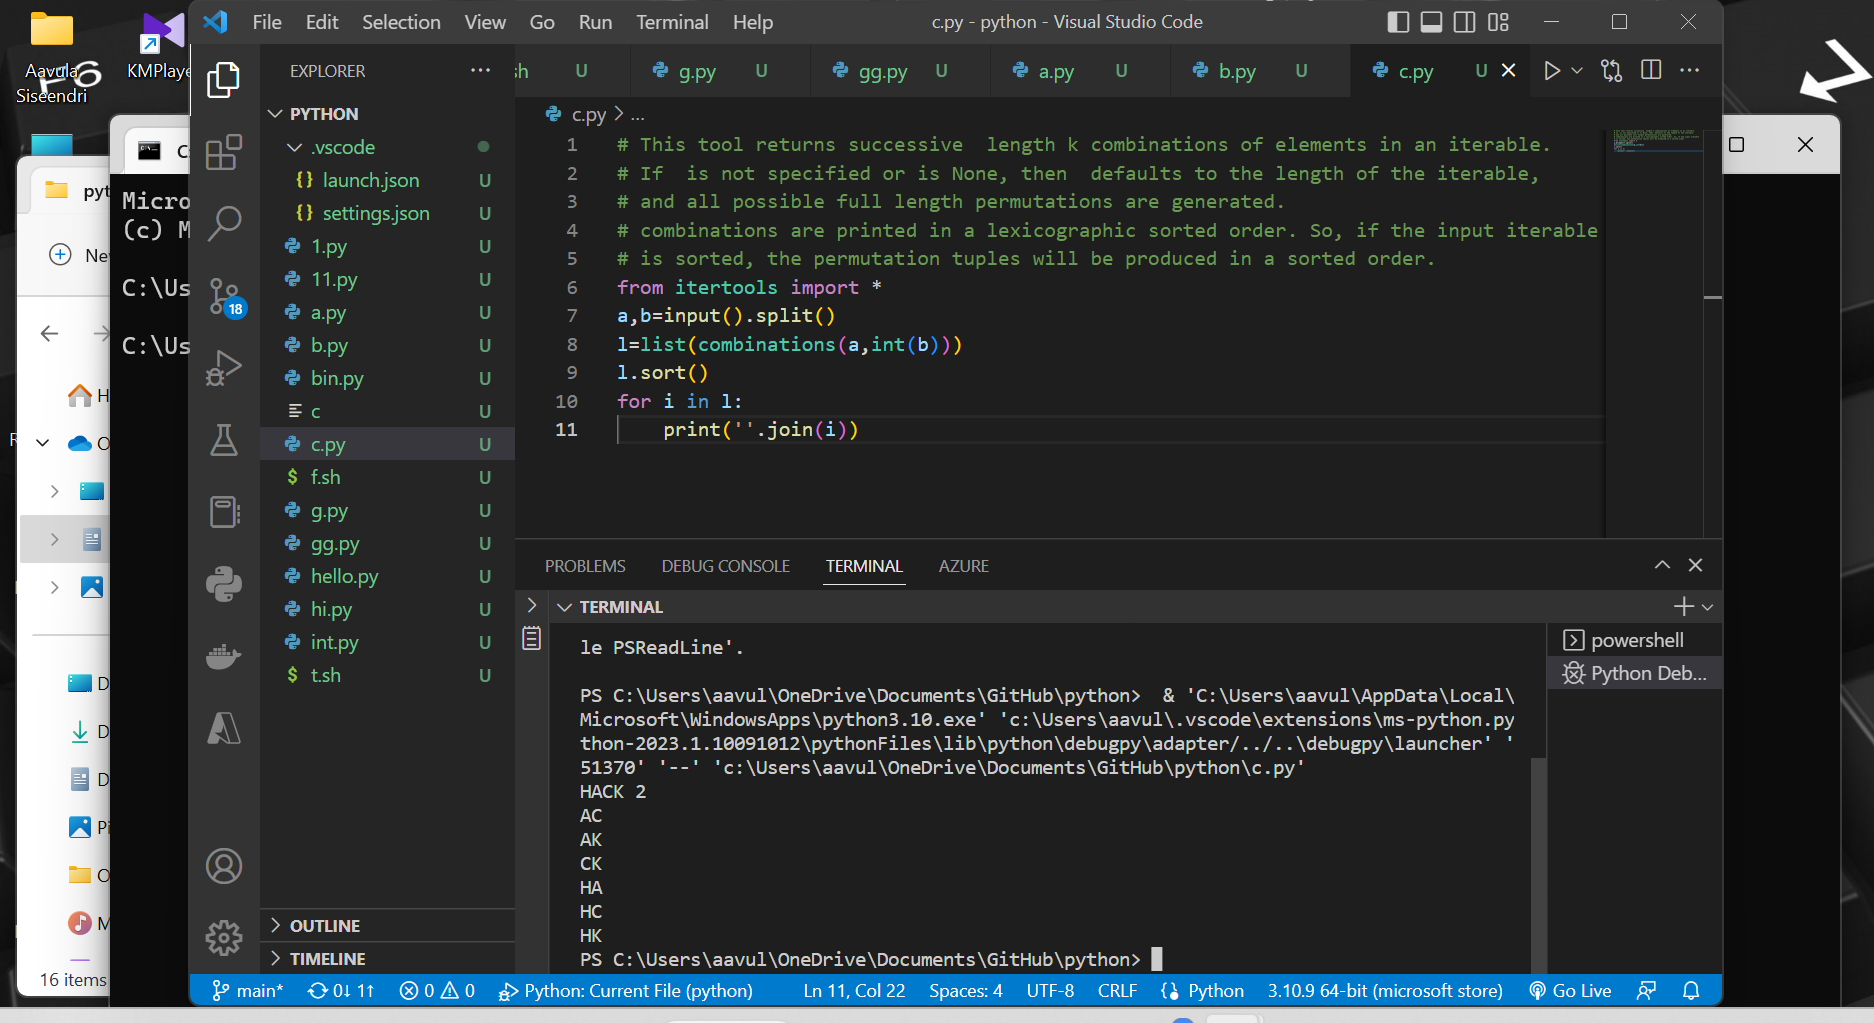 Aavula
Siseendri
File Edit Selection View Go Run Terminal Help
c.py - python - Visual Studio Code
EXPLORER
sh U
g.py U
gg.py U
a.py U
b.py U
c.py U
PYTHON
.vscode
launch.json U
settings.json U
1.py U
11.py U
a.py U
b.py U
bin.py U
c U
c.py U
f.sh U
g.py U
gg.py U
hello.py U
hi.py U
int.py U
t.sh U
OUTLINE
TIMELINE
18
c.py > ...
1 # This tool returns successive  length k combinations of elements in an iterable.
2 # If  is not specified or is None, then  defaults to the length of the iterable,
3 # and all possible full length permutations are generated.
4 # combinations are printed in a lexicographic sorted order. So, if the input iterable
5 # is sorted, the permutation tuples will be produced in a sorted order.
6 from itertools import *
7 a,b=input().split()
8 l=list(combinations(a,int(b)))
9 l.sort()
10 for i in l:
11     print(''.join(i))
PROBLEMS DEBUG CONSOLE TERMINAL AZURE
TERMINAL
powershell
Python Deb...
le PSReadLine'.
PS C:\Users\aavul\OneDrive\Documents\GitHub\python>  & 'C:\Users\aavul\AppData\Local\
Microsoft\WindowsApps\python3.10.exe' 'c:\Users\aavul\.vscode\extensions\ms-python.py
thon-2023.1.10091012\pythonFiles\lib\python\debugpy\adapter/../..\debugpy\launcher' '
51370' '--' 'c:\Users\aavul\OneDrive\Documents\GitHub\python\c.py'
HACK 2
AC
AK
CK
HA
HC
HK
PS C:\Users\aavul\OneDrive\Documents\GitHub\python>
main* 0↓ 1↑ 0 0 Python: Current File (python) Ln 11, Col 22 Spaces: 4 UTF-8 CRLF {} Python 3.10.9 64-bit (microsoft store) Go Live
Micro
(c) M
C:\Us
C:\Us
16 items